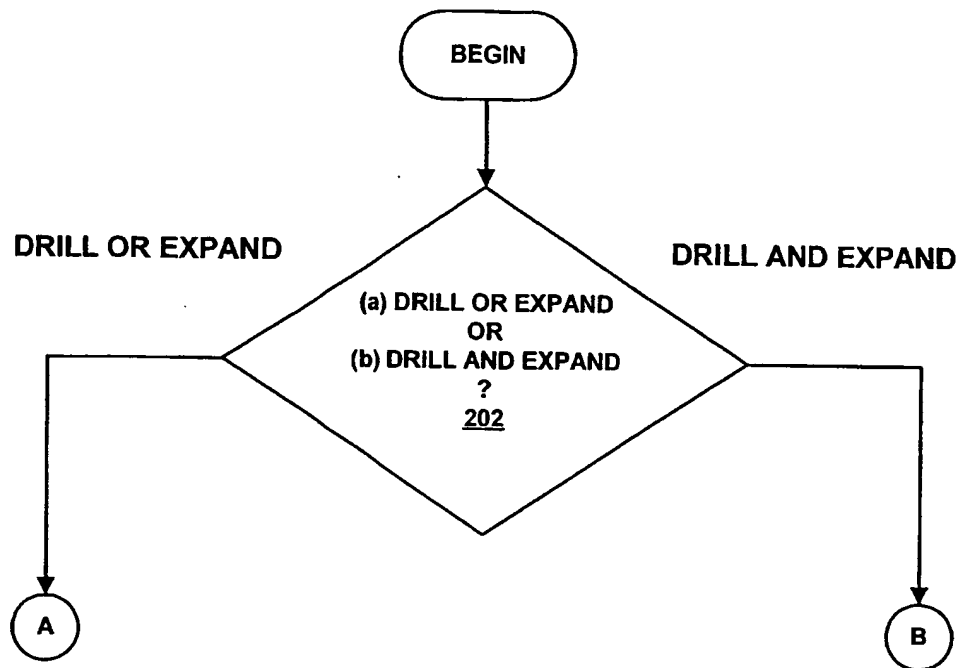 BEGIN
DRILL OR EXPAND
DRILL AND EXPAND
(a) DRILL OR EXPAND
OR
(b) DRILL AND EXPAND
?
202
A
B